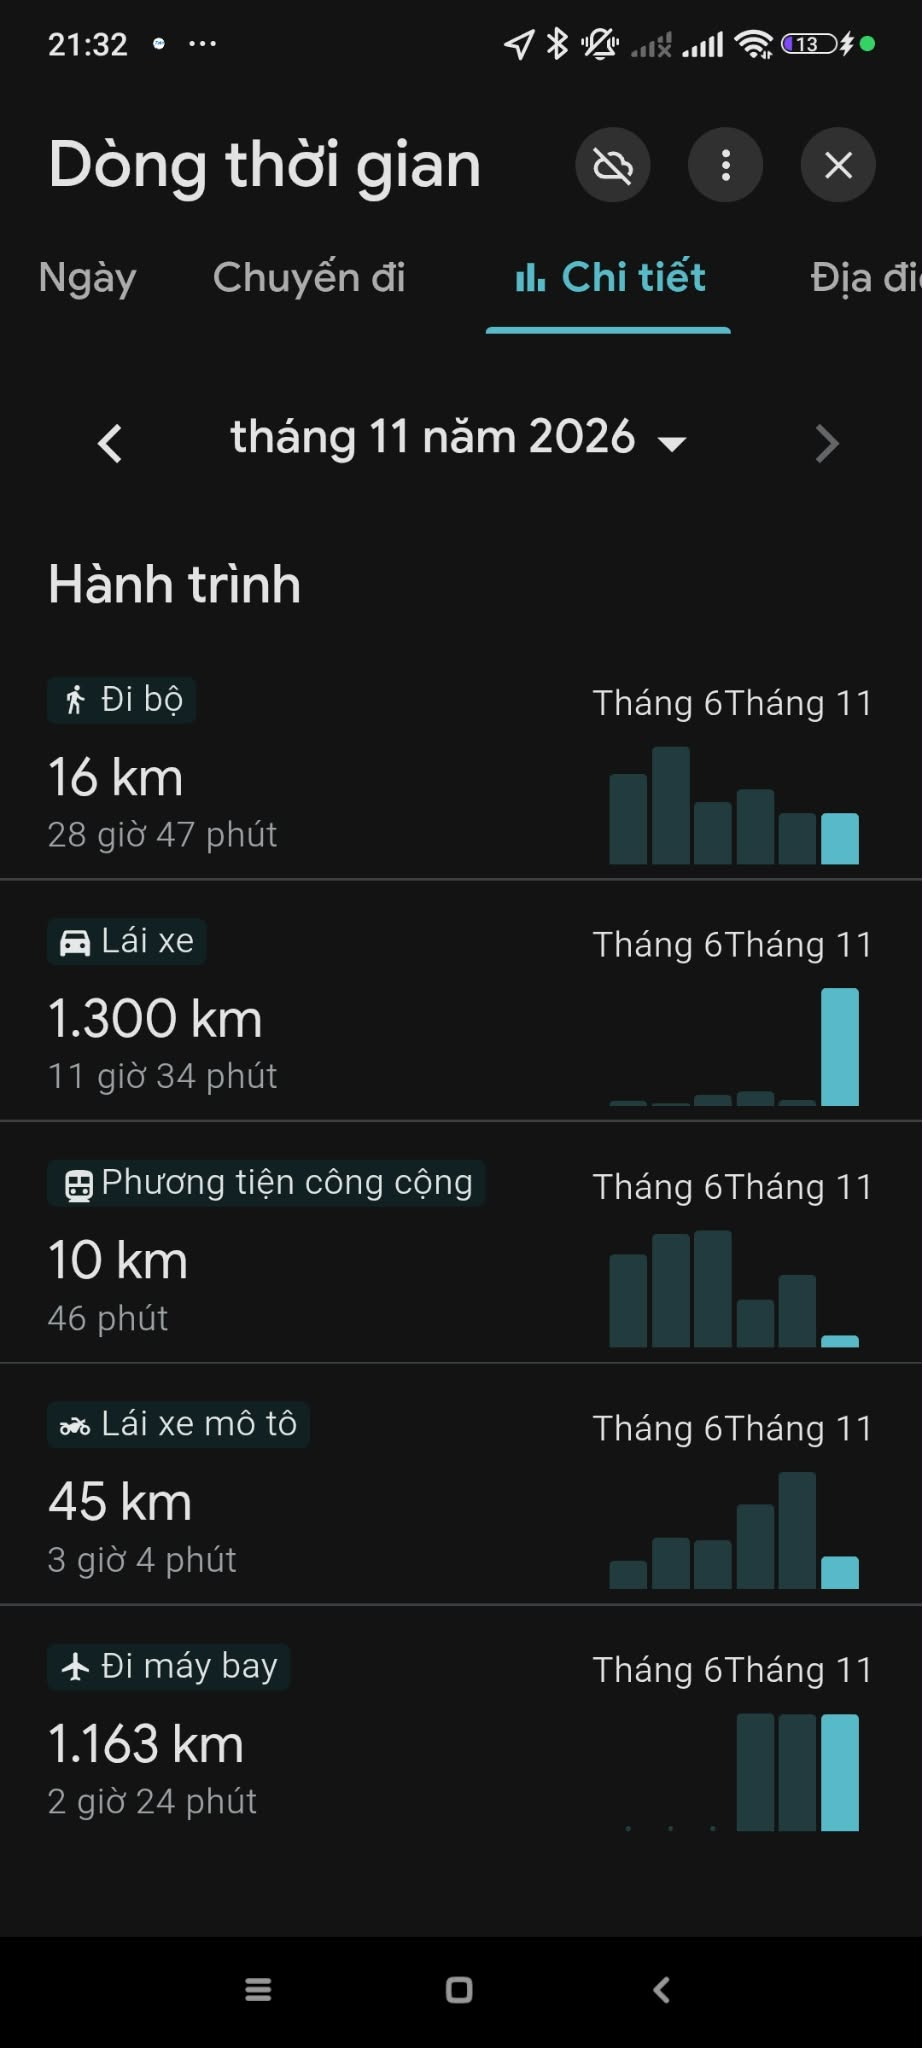 21:32
13
Dòng thời gian
Ngày Chuyến đi Chi tiết Địa đi
tháng 11 năm 2026
Hành trình
Đi bộ
Tháng 6Tháng 11
16 km
28 giờ 47 phút
Lái xe
Tháng 6Tháng 11
1.300 km
11 giờ 34 phút
Phương tiện công cộng
Tháng 6Tháng 11
10 km
46 phút
Lái xe mô tô
Tháng 6Tháng 11
45 km
3 giờ 4 phút
Đi máy bay
Tháng 6Tháng 11
1.163 km
2 giờ 24 phút